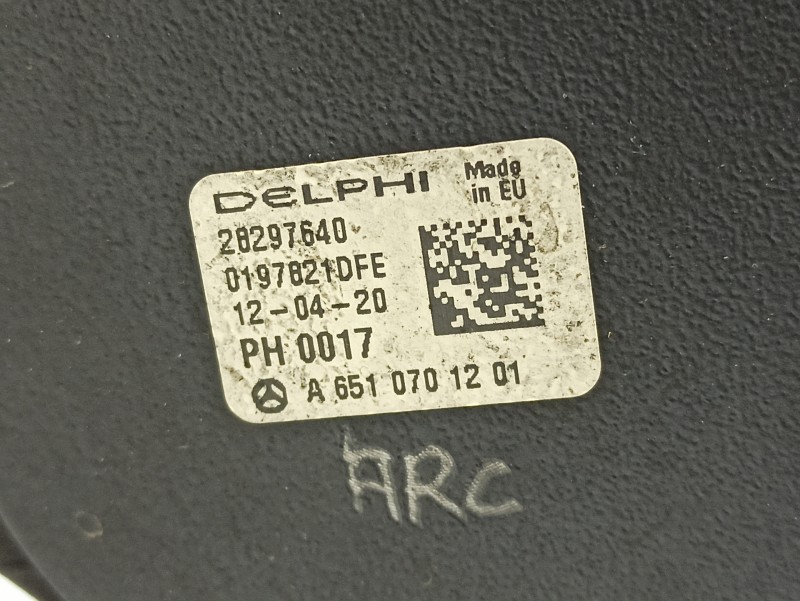 DELPHI
Made
in EU
28297640
0197821DFE
12-04-20
PH 0017
A 651 070 12 01
ARC